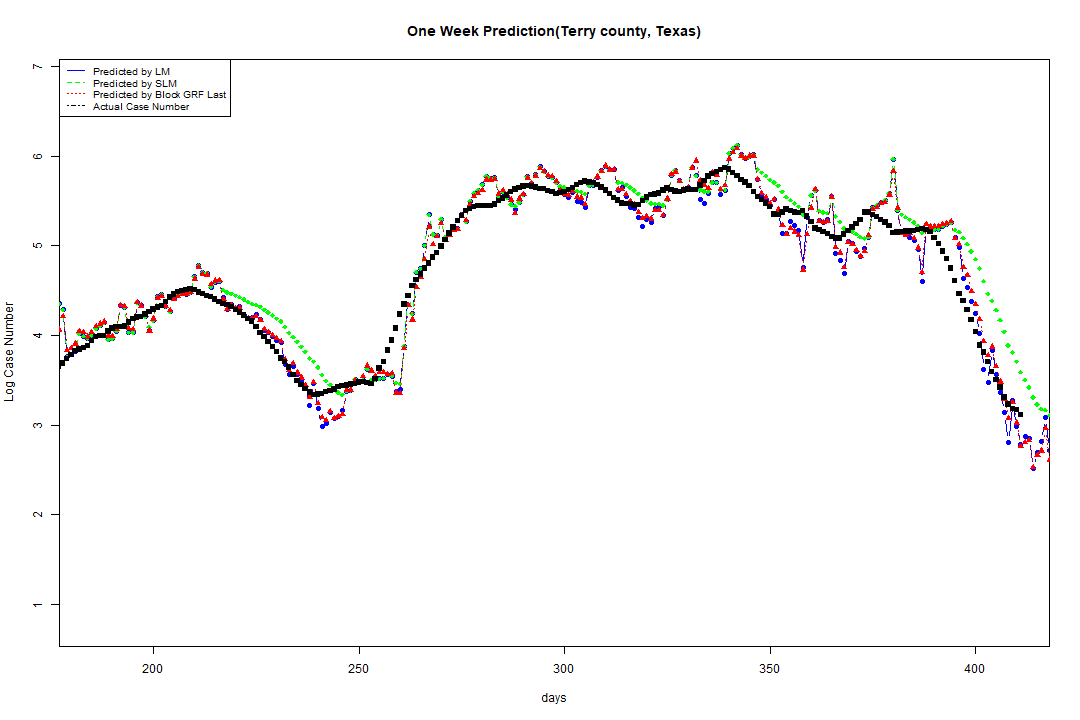 One Week Prediction(Terry county, Texas)
Predicted by LM
Predicted by SLM
Predicted by Block GRF Last
Actual Case Number
7
6
5
4
3
2
1
Log Case Number
200 250 300 350 400
days